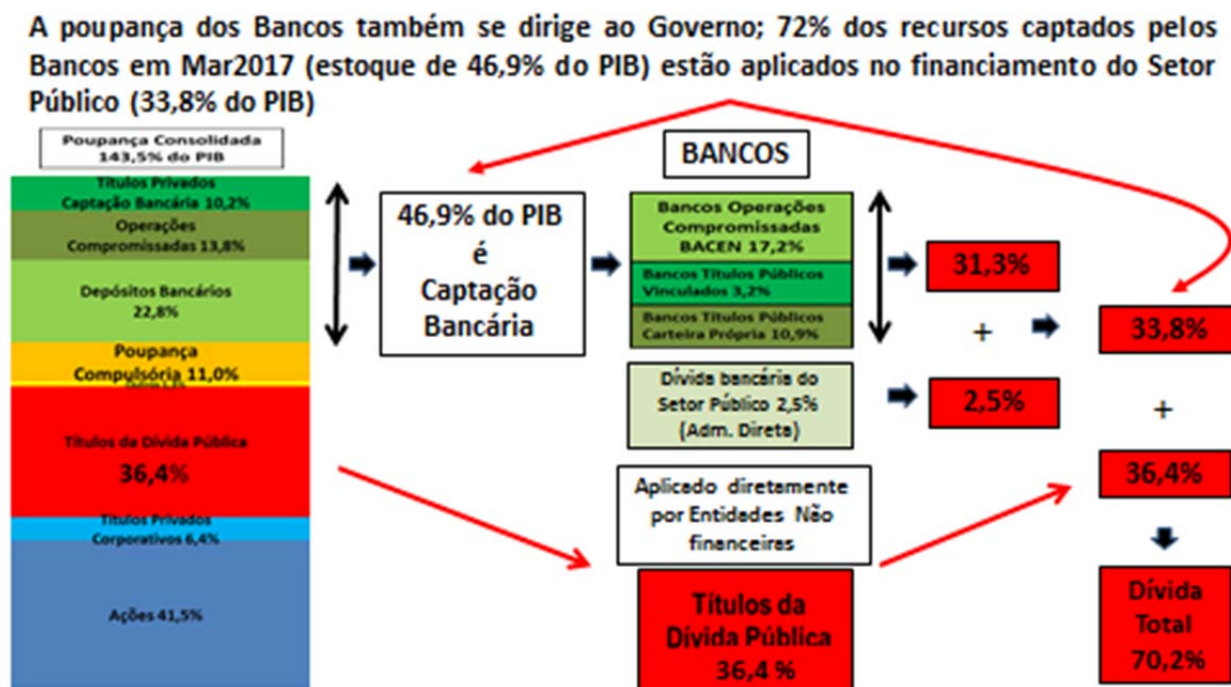 A poupança dos Bancos também se dirige ao Governo; 72% dos recursos captados pelos
Bancos em Mar2017 (estoque de 46,9% do PIB) estão aplicados no financiamento do Setor
Público (33,8% do PIB)
Poupança Consolidada
143,5% do PIB
Títulos Privados
Captação Bancária 10,2%
Operações
Compromissadas 13,8%
Depósitos Bancários
22,8%
Poupança
Compulsória 11,0%
Títulos da Dívida Pública
36,4%
Títulos Privados
Corporativos 6,4%
Ações 41,5%
46,9% do PIB
é
Captação
Bancária
BANCOS
Bancos Operações
Compromissadas
BACEN 17,2%
Bancos Títulos Públicos
Vinculados 3,2%
Bancos Títulos Públicos
Carteira Própria 10,9%
Dívida bancária do
Setor Público 2,5%
(Adm. Direta)
Aplicado diretamente
por Entidades Não
financeiras
Títulos da
Dívida Pública
36,4 %
31,3%
+
2,5%
33,8%
+
36,4%
Dívida
Total
70,2%